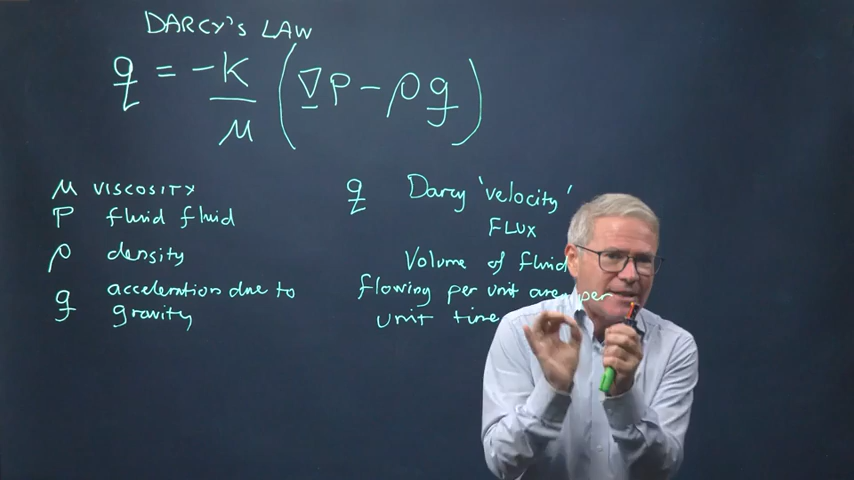 DARCY'S LAW
q = -K/μ (∇P - ρg)
μ VISCOSITY
P fluid fluid
ρ density
g acceleration due to
gravity
q Darcy 'velocity'
FLUX
Volume of fluid
flowing per unit area per
unit time